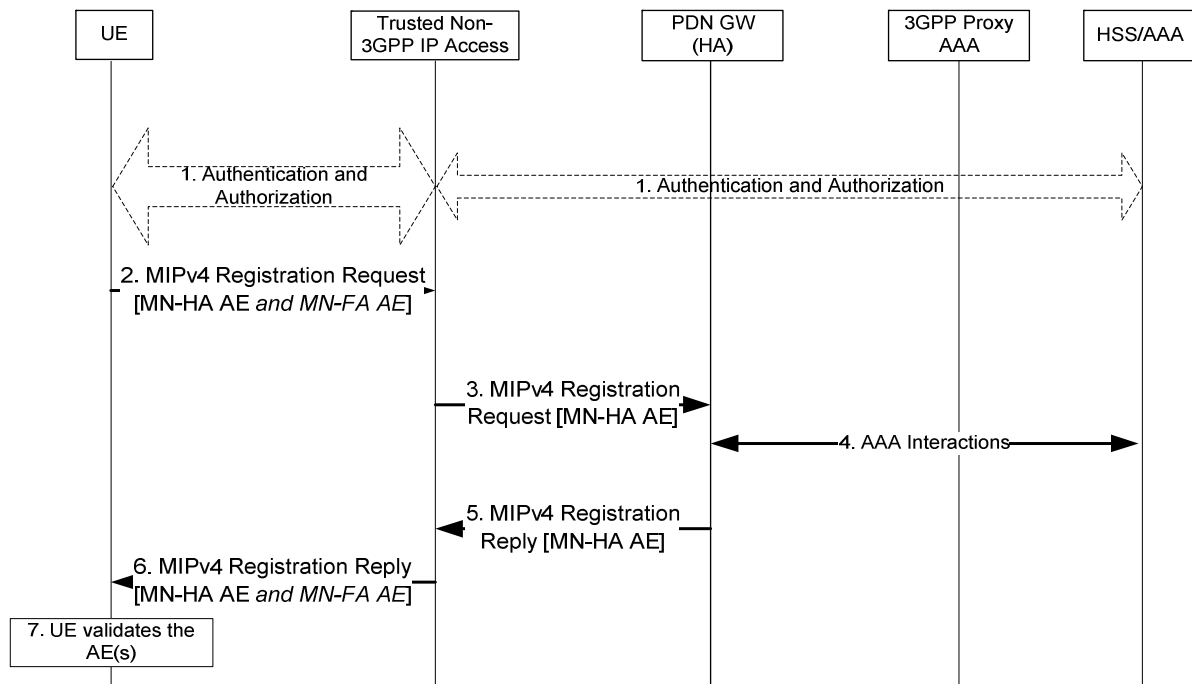 UE
Trusted Non-
3GPP IP Access
PDN GW
(HA)
3GPP Proxy
AAA
HSS/AAA
1. Authentication and
Authorization
1. Authentication and Authorization
2. MIPv4 Registration Request
[MN-HA AE and MN-FA AE]
3. MIPv4 Registration
Request [MN-HA AE]
4. AAA Interactions
5. MIPv4 Registration
Reply [MN-HA AE]
6. MIPv4 Registration Reply
[MN-HA AE and MN-FA AE]
7. UE validates the
AE(s)